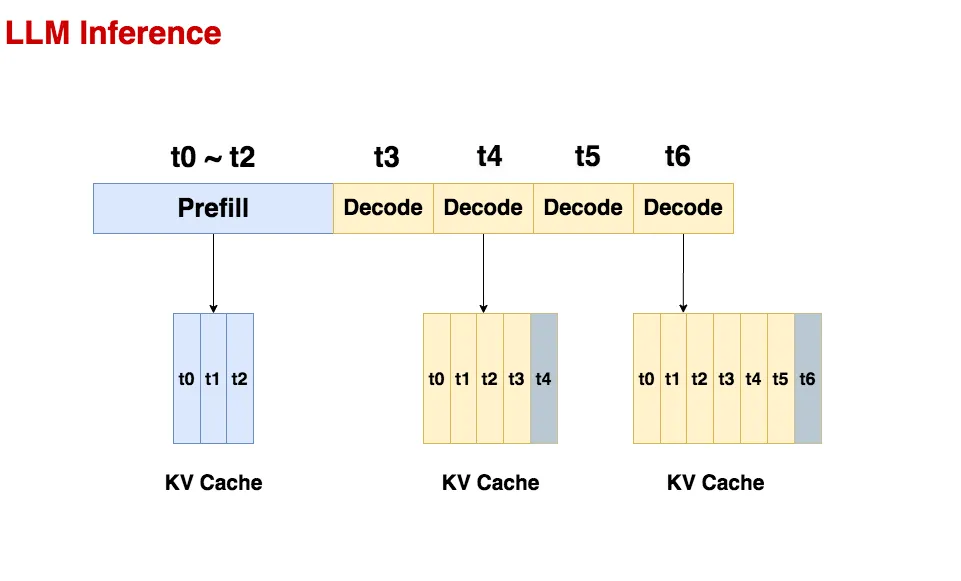 LLM Inference
t0 ~ t2 t3 t4 t5 t6
Prefill Decode Decode Decode Decode
t0 t1 t2 t0 t1 t2 t3 t4 t0 t1 t2 t3 t4 t5 t6
KV Cache KV Cache KV Cache